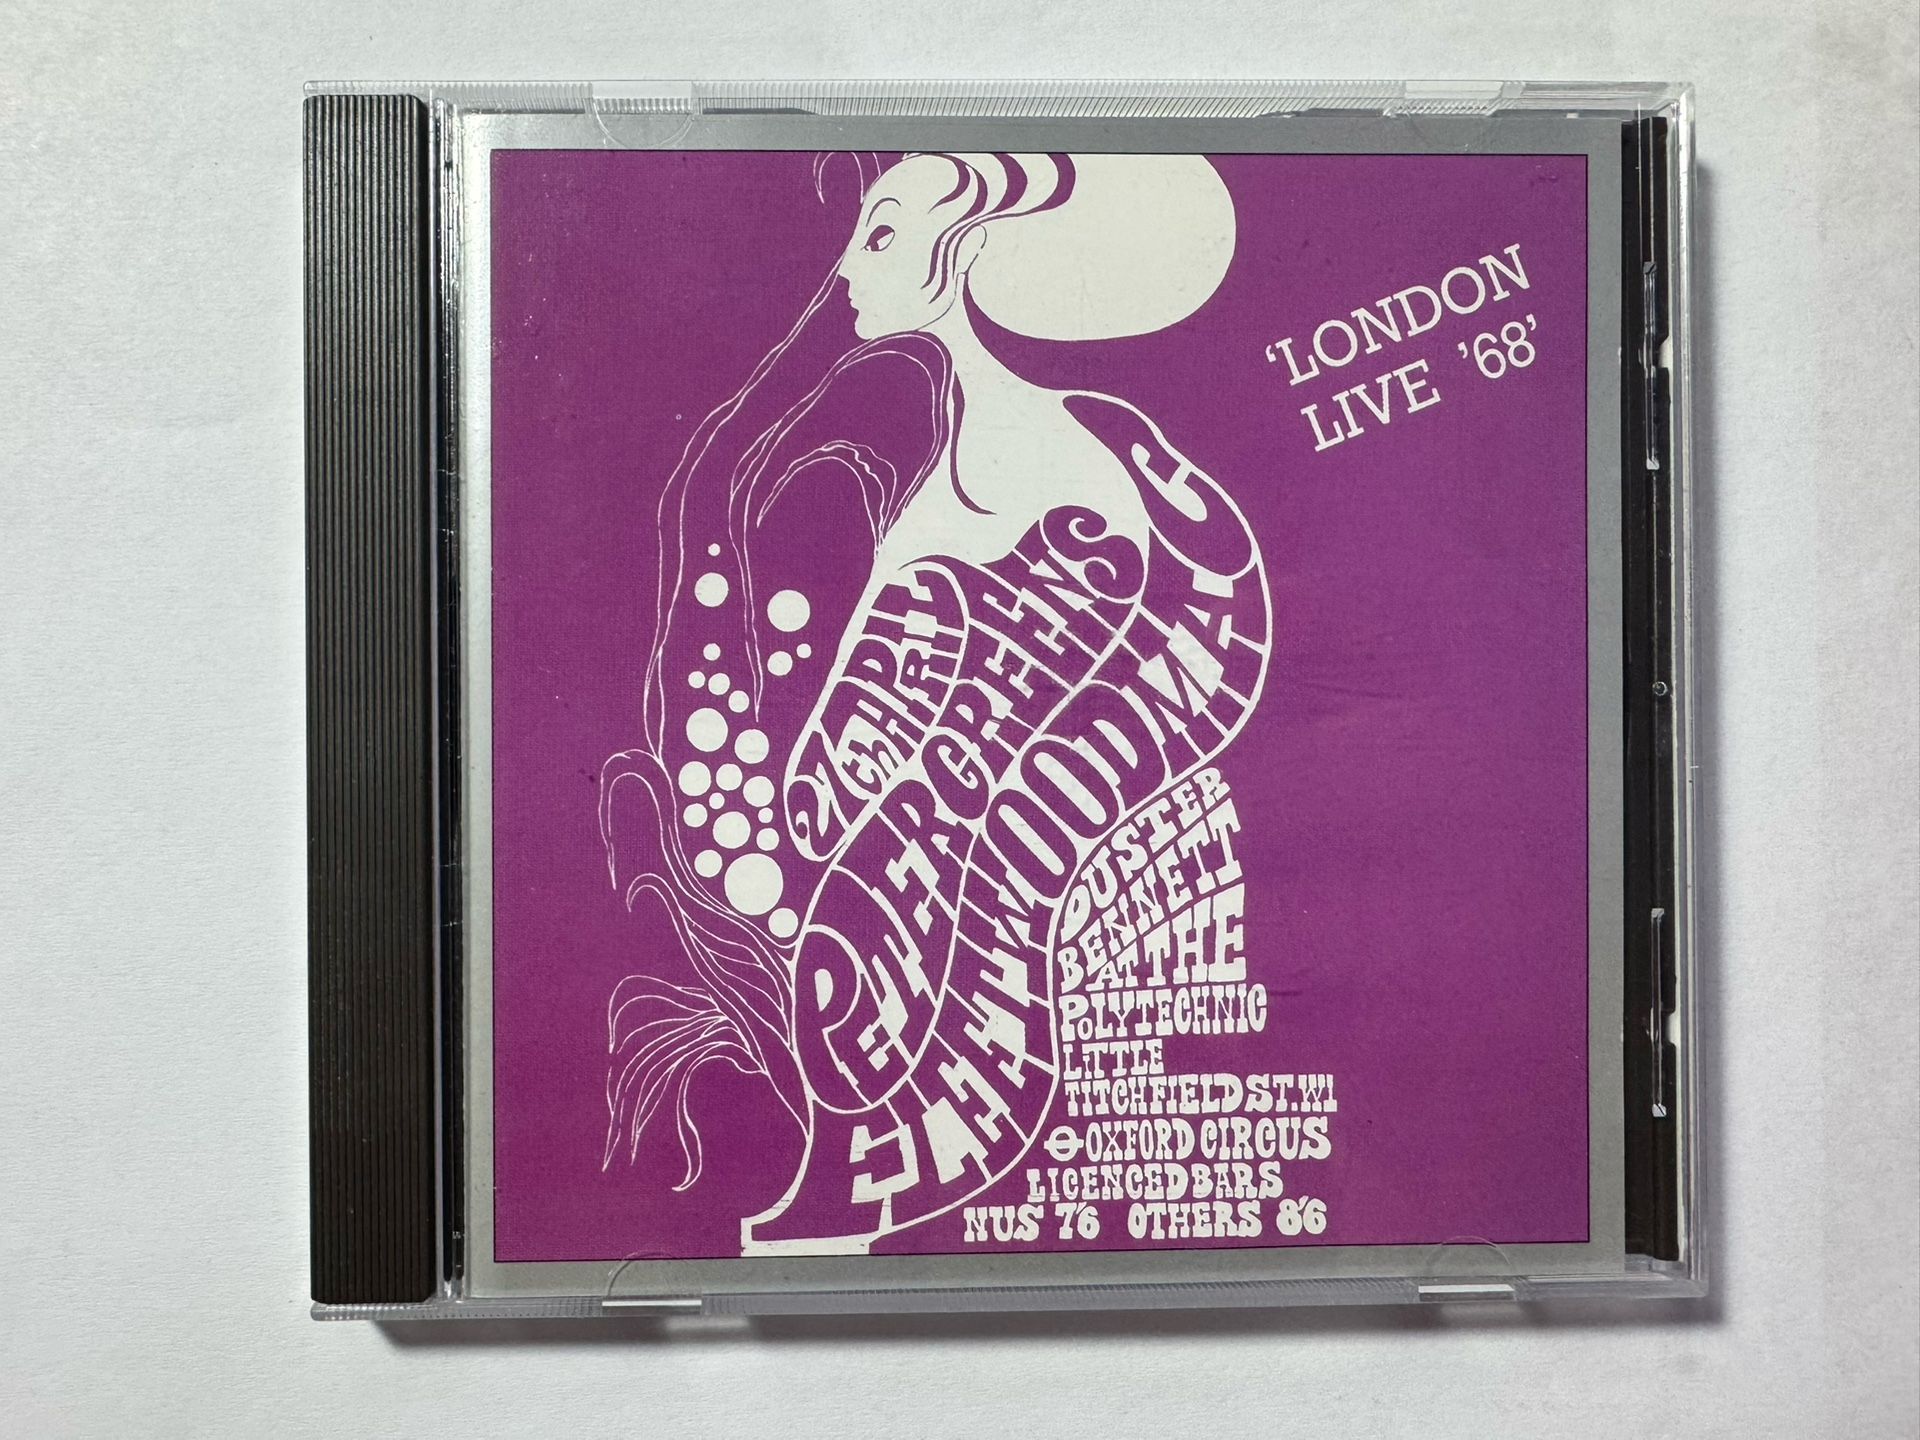 'LONDON
LIVE '68'
27th APRIL
PETER GREENS
FLEETWOOD MAC
DUSTER
BENNETT
AT THE
POLYTECHNIC
LITTLE
TITCHFIELD ST. W1
OXFORD CIRCUS
LICENCED BARS
NUS 7'6 OTHERS 8'6